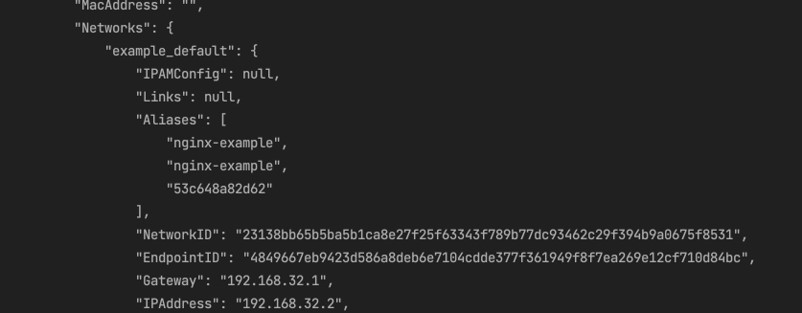 "MacAddress": "",
"Networks": {
"example_default": {
"IPAMConfig": null,
"Links": null,
"Aliases": [
"nginx-example",
"nginx-example",
"53c648a82d62"
],
"NetworkID": "23138bb65b5ba5b1ca8e27f25f63343f789b77dc93462c29f394b9a0675f8531",
"EndpointID": "4849667eb9423d586a8deb6e7104cdde377f361949f8f7ea269e12cf710d84bc",
"Gateway": "192.168.32.1",
"IPAddress": "192.168.32.2",